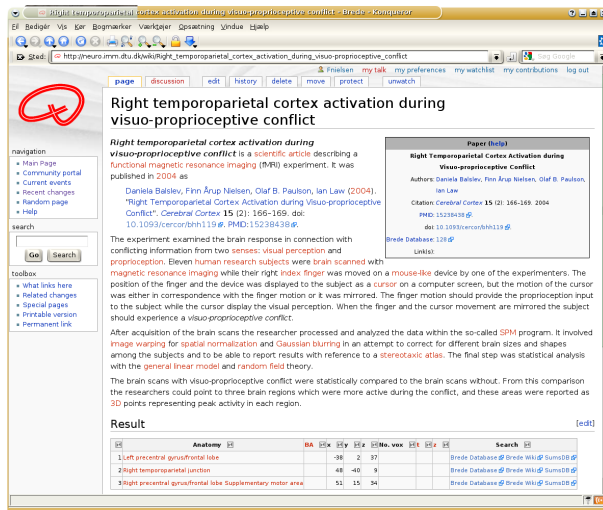 Right temporoparietal cortex activation during visuo-proprioceptive conflict - Brede - Konqueror
Fil Redigér Vis Kør Bogmærker Værktøjer Opsætning Vindue Hjælp
Sted: http://neuro.imm.dtu.dk/wiki/Right_temporoparietal_cortex_activation_during_visuo-proprioceptive_conflict
Søg Google
Fnielsen my talk my preferences my watchlist my contributions log out
page discussion edit history delete move protect unwatch
navigation
Main Page
Community portal
Current events
Recent changes
Random page
Help
search
Go Search
toolbox
What links here
Related changes
Special pages
Printable version
Permanent link
Right temporoparietal cortex activation during
visuo-proprioceptive conflict
Right temporoparietal cortex activation during
visuo-proprioceptive conflict is a scientific article describing a
functional magnetic resonance imaging (fMRI) experiment. It was
published in 2004 as
Daniela Balslev, Finn Årup Nielsen, Olaf B. Paulson, Ian Law (2004).
"Right Temporoparietal Cortex Activation during Visuo-proprioceptive
Conflict". Cerebral Cortex 15 (2): 166–169. doi:
10.1093/cercor/bhh119. PMID: 15238438.
Paper (help)
Right Temporoparietal Cortex Activation during
Visuo-Proprioceptive Conflict
Authors: Daniela Balslev, Finn Årup Nielsen, Olaf B. Paulson,
Ian Law
Citation: Cerebral Cortex 15 (2): 166-169. 2004
PMID: 15238438.
doi: 10.1093/cercor/bhh119.
Brede Database: 128
Link(s):
The experiment examined the brain response in connection with
conflicting information from two senses: visual perception and
proprioception. Eleven human research subjects were brain scanned with
magnetic resonance imaging while their right index finger was moved on a mouse-like device by one of the experimenters. The
position of the finger and the device was displayed to the subject as a cursor on a computer screen, but the motion of the cursor
was either in correspondence with the finger motion or it was mirrored. The finger motion should provide the proprioception input
to the subject while the cursor display the visual perception. When the finger and the cursor movement are mirrored the subject
should experience a visuo-proprioceptive conflict.
After acquisition of the brain scans the researcher processed and analyzed the data within the so-called SPM program. It involved
image warping for spatial normalization and Gaussian blurring in an attempt to correct for different brain sizes and shapes
among the subjects and to be able to report results with reference to a stereotaxic atlas. The final step was statistical analysis
with the general linear model and random field theory.
The brain scans with visuo-proprioceptive conflict were statistically compared to the brain scans without. From this comparison
the researchers could point to three brain regions which were more active during the conflict, and these areas were reported as
3D points representing peak activity in each region.
Result [edit]
Anatomy BA x y z No. vox t z Search
1 Left precentral gyrus/frontal lobe -38 2 37 Brede Database Brede Wiki SumsDB
2 Right temporoparietal junction 48 -40 9 Brede Database Brede Wiki SumsDB
3 Right precentral gyrus/frontal lobe Supplementary motor area 51 15 34 Brede Database Brede Wiki SumsDB